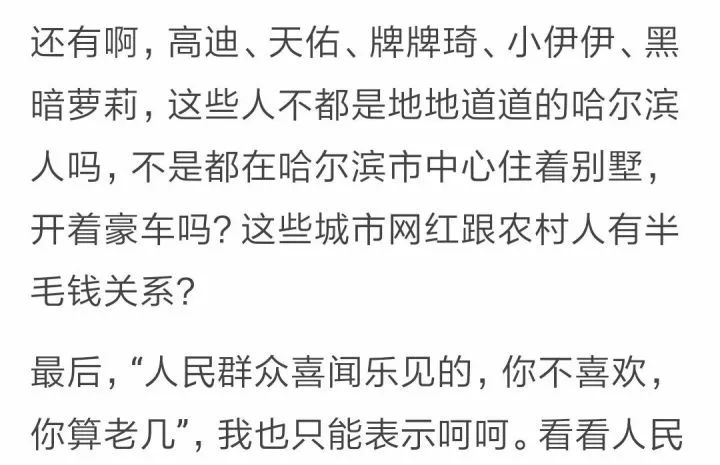 还有啊，高迪、天佑、牌牌琦、小伊伊、黑
暗萝莉，这些人不都是地地道道的哈尔滨
人吗，不是都在哈尔滨市中心住着别墅，
开着豪车吗？这些城市网红跟农村人有半
毛钱关系？
最后，“人民群众喜闻乐见的，你不喜欢，
你算老几”，我也只能表示呵呵。看看人民